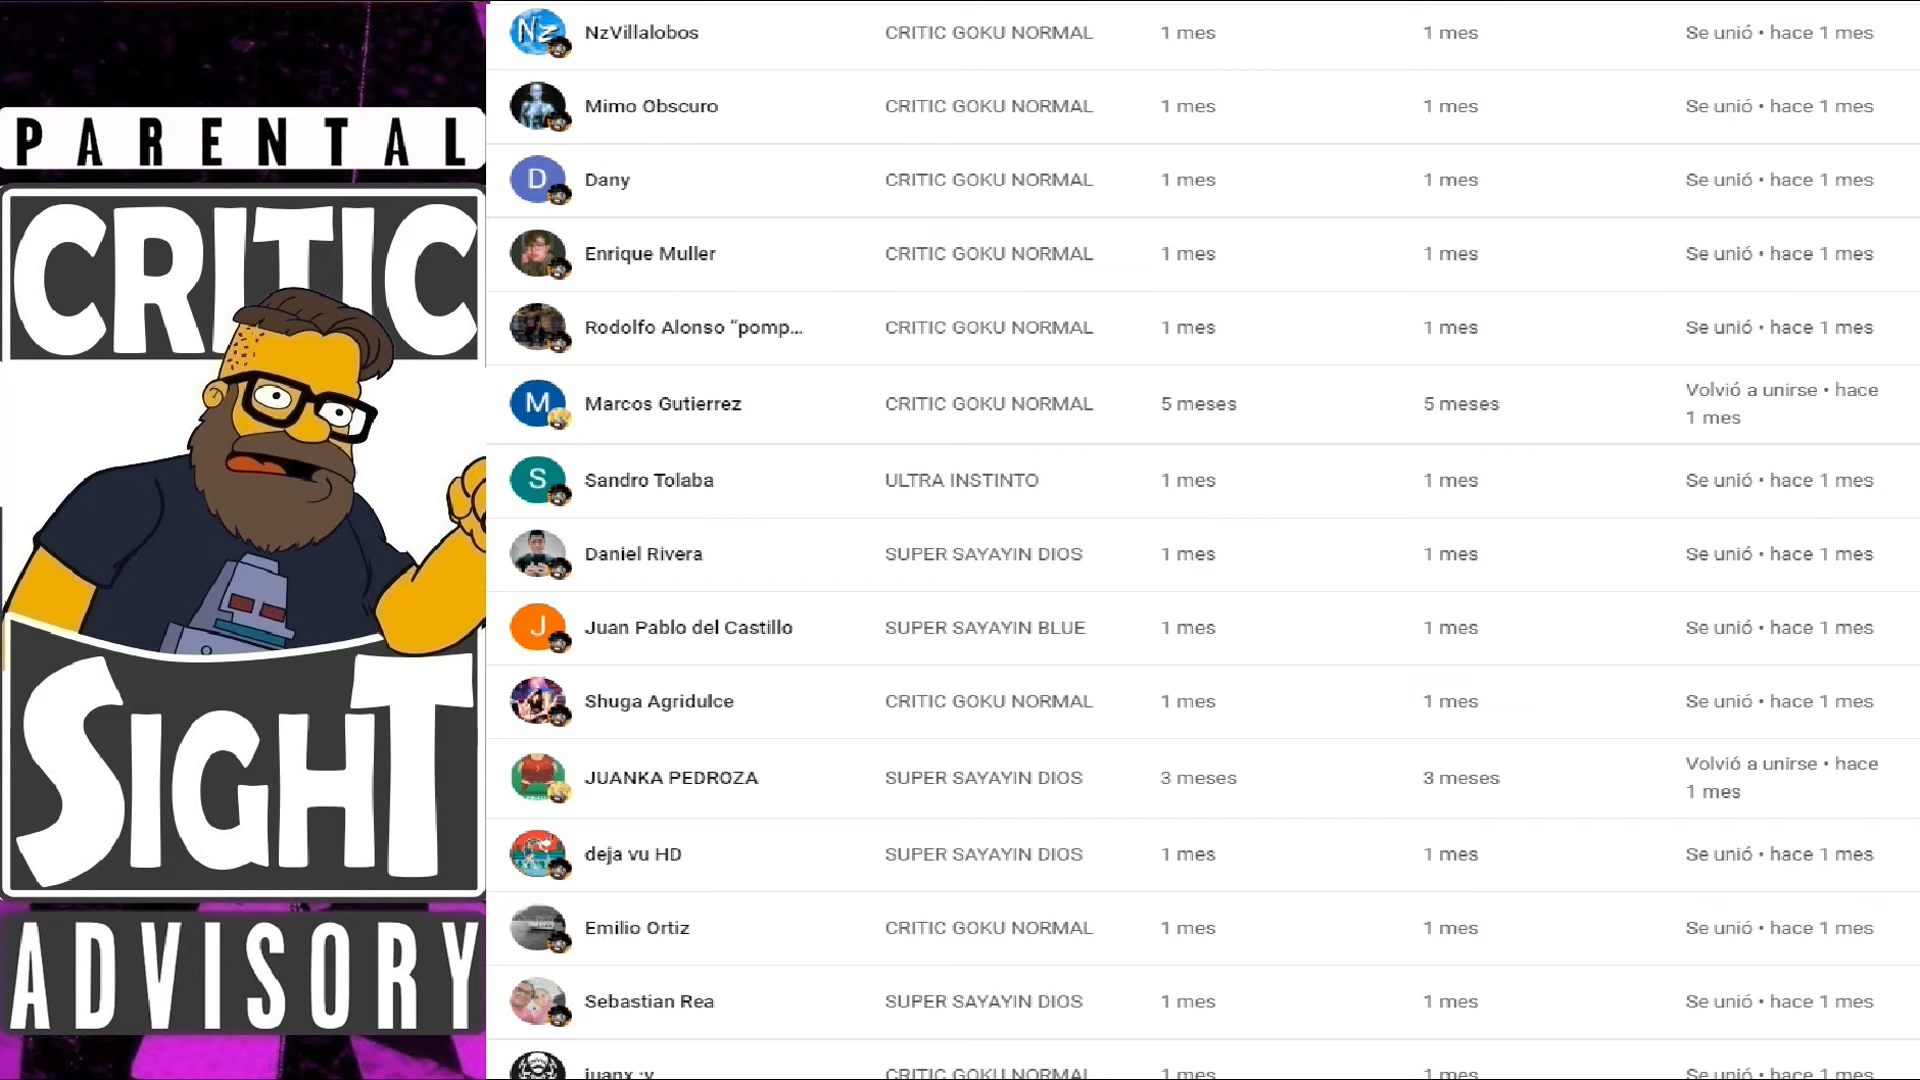 PARENTAL
CRITIC
SIGHT
ADVISORY
Nz NzVillalobos CRITIC GOKU NORMAL 1 mes 1 mes Se unió • hace 1 mes
Mimo Obscuro CRITIC GOKU NORMAL 1 mes 1 mes Se unió • hace 1 mes
D Dany CRITIC GOKU NORMAL 1 mes 1 mes Se unió • hace 1 mes
Enrique Muller CRITIC GOKU NORMAL 1 mes 1 mes Se unió • hace 1 mes
Rodolfo Alonso “pomp... CRITIC GOKU NORMAL 1 mes 1 mes Se unió • hace 1 mes
M Marcos Gutierrez CRITIC GOKU NORMAL 5 meses 5 meses Volvió a unirse • hace
1 mes
S Sandro Tolaba ULTRA INSTINTO 1 mes 1 mes Se unió • hace 1 mes
Daniel Rivera SUPER SAYAYIN DIOS 1 mes 1 mes Se unió • hace 1 mes
J Juan Pablo del Castillo SUPER SAYAYIN BLUE 1 mes 1 mes Se unió • hace 1 mes
Shuga Agridulce CRITIC GOKU NORMAL 1 mes 1 mes Se unió • hace 1 mes
JUANKA PEDROZA SUPER SAYAYIN DIOS 3 meses 3 meses Volvió a unirse • hace
1 mes
deja vu HD SUPER SAYAYIN DIOS 1 mes 1 mes Se unió • hace 1 mes
Emilio Ortiz CRITIC GOKU NORMAL 1 mes 1 mes Se unió • hace 1 mes
Sebastian Rea SUPER SAYAYIN DIOS 1 mes 1 mes Se unió • hace 1 mes
juanx :v CRITIC GOKU NORMAL 1 mes 1 mes Se unió • hace 1 mes